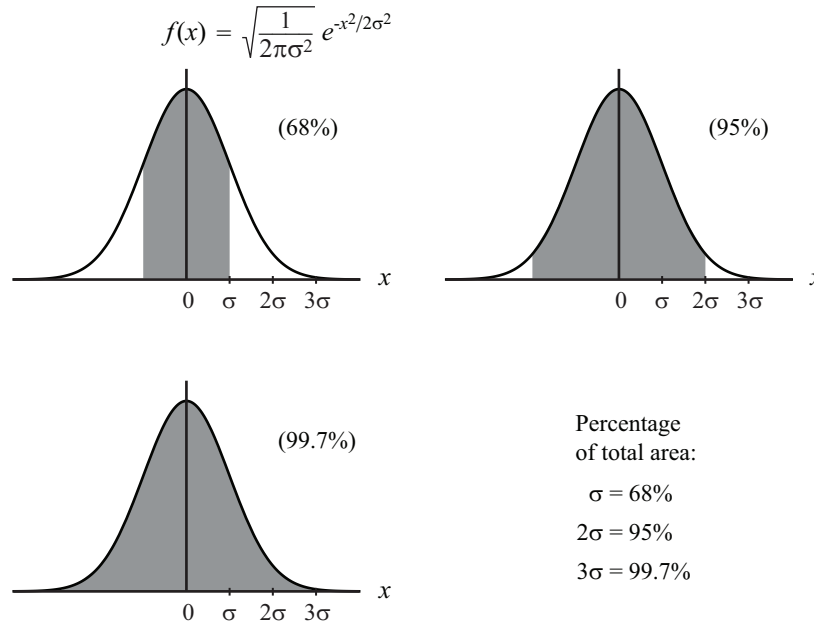 f(x) = √(1/2πσ²) e^-x²/2σ²
(68%)
x
0 σ 2σ 3σ
(95%)
x
0 σ 2σ 3σ
(99.7%)
x
0 σ 2σ 3σ
Percentage
of total area:
σ = 68%
2σ = 95%
3σ = 99.7%